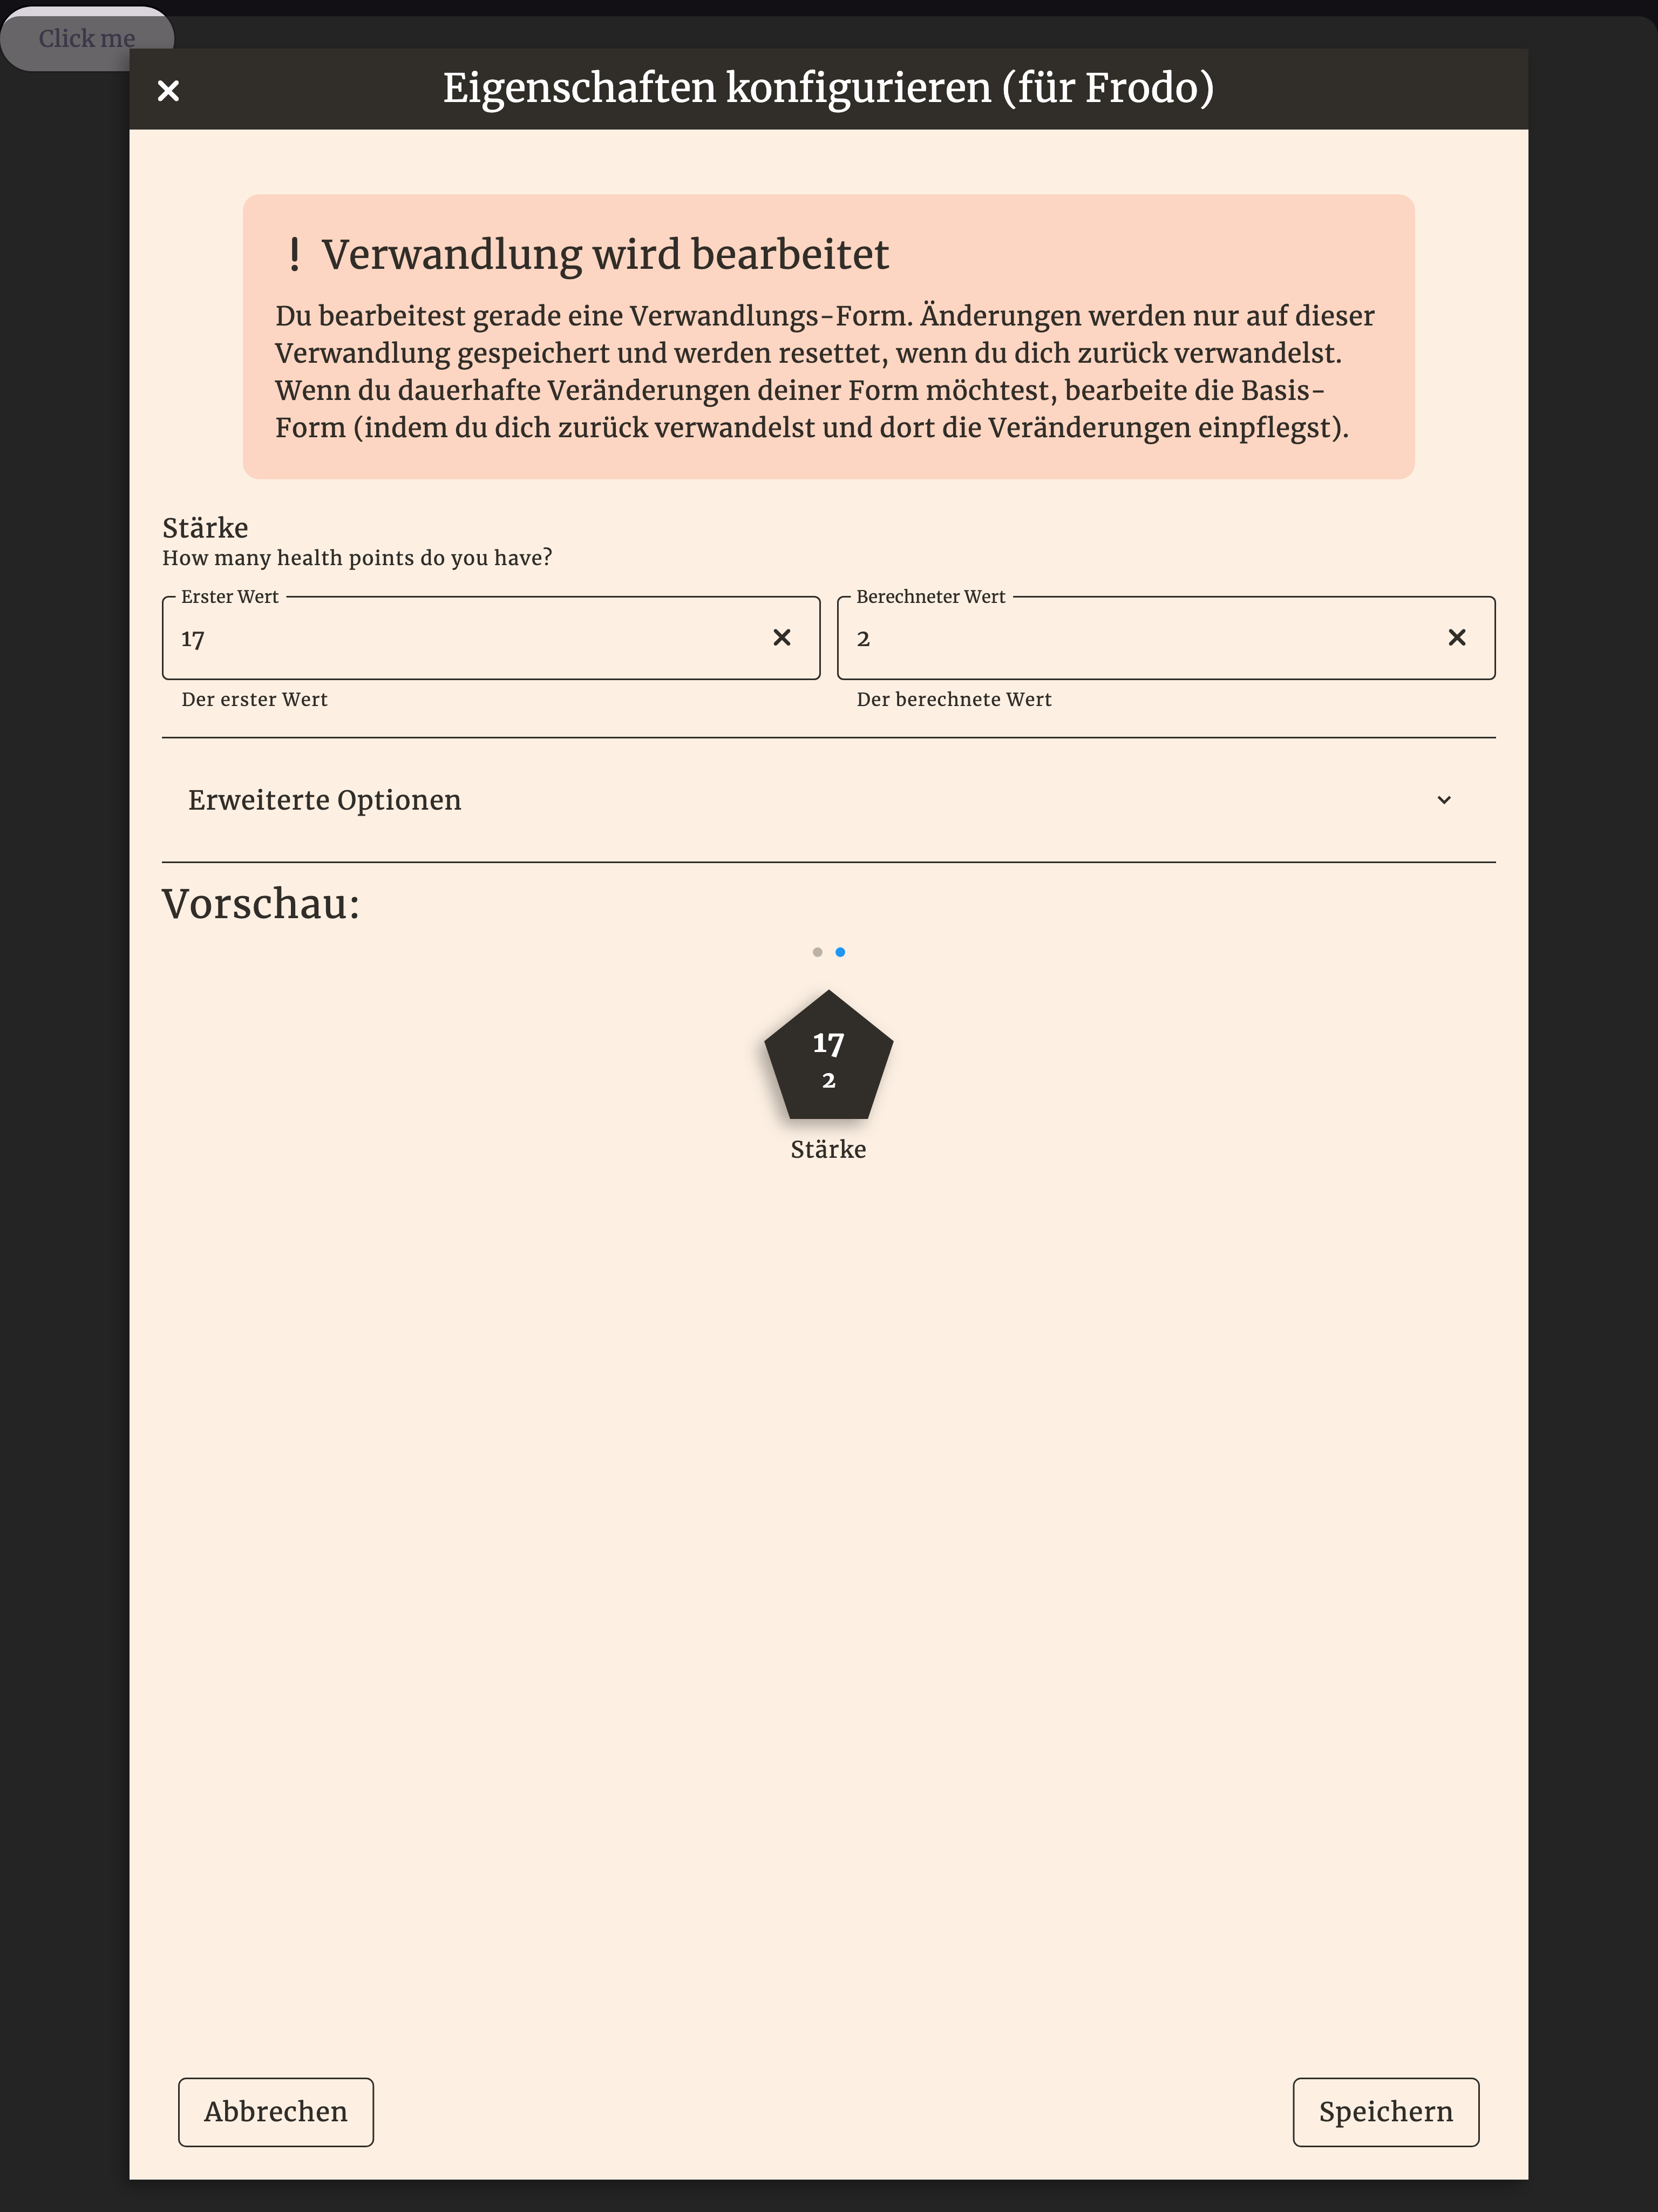 Click me
Eigenschaften konfigurieren (für Frodo)
! Verwandlung wird bearbeitet
Du bearbeitest gerade eine Verwandlungs-Form. Änderungen werden nur auf dieser
Verwandlung gespeichert und werden resettet, wenn du dich zurück verwandelst.
Wenn du dauerhafte Veränderungen deiner Form möchtest, bearbeite die Basis-
Form (indem du dich zurück verwandelst und dort die Veränderungen einpflegst).
Stärke
How many health points do you have?
Erster Wert
17
Der erster Wert
Berechneter Wert
2
Der berechnete Wert
Erweiterte Optionen
Vorschau:
17
2
Stärke
Abbrechen
Speichern